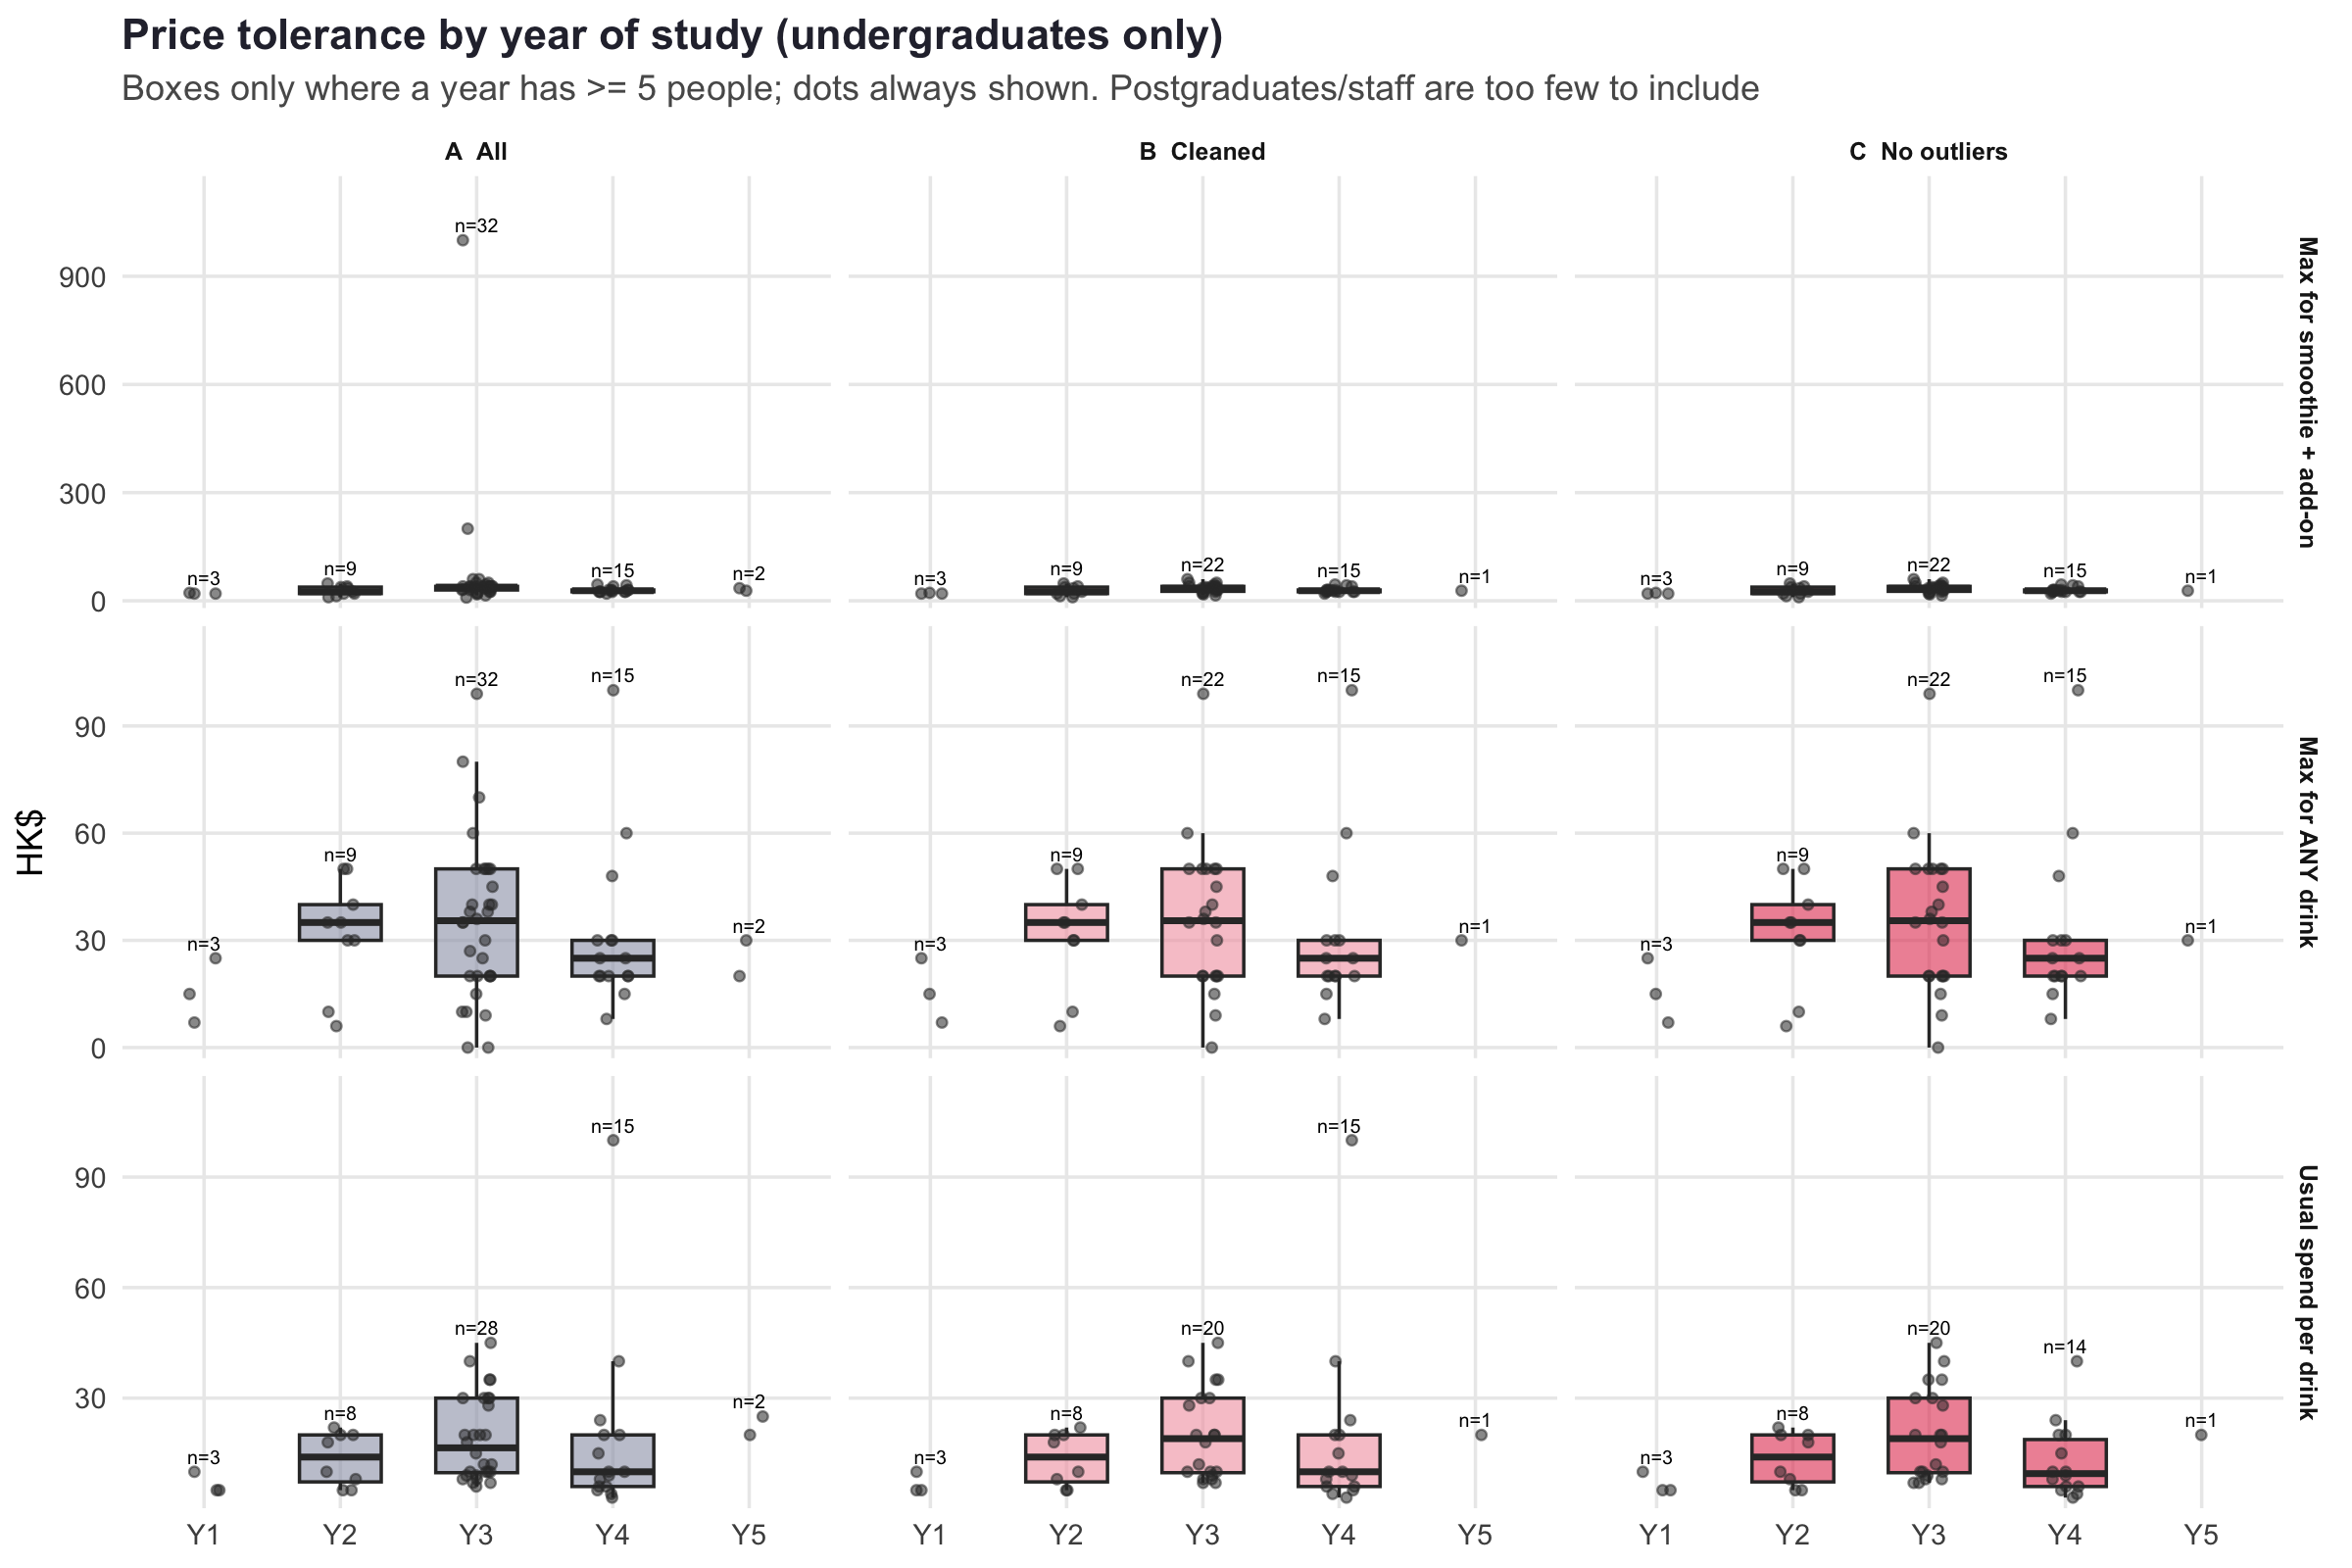 Price tolerance by year of study (undergraduates only)
Boxes only where a year has >= 5 people; dots always shown. Postgraduates/staff are too few to include
A  All
B  Cleaned
C  No outliers
HK$
900
600
300
0
n=3
n=9
n=32
n=15
n=2
n=3
n=9
n=22
n=15
n=1
n=3
n=9
n=22
n=15
n=1
Max for smoothie + add-on
90
60
30
0
n=3
n=9
n=32
n=15
n=2
n=3
n=9
n=22
n=15
n=1
n=3
n=9
n=22
n=15
n=1
Max for ANY drink
90
60
30
n=3
n=8
n=28
n=15
n=2
n=3
n=8
n=20
n=15
n=1
n=3
n=8
n=20
n=14
n=1
Usual spend per drink
Y1
Y2
Y3
Y4
Y5
Y1
Y2
Y3
Y4
Y5
Y1
Y2
Y3
Y4
Y5